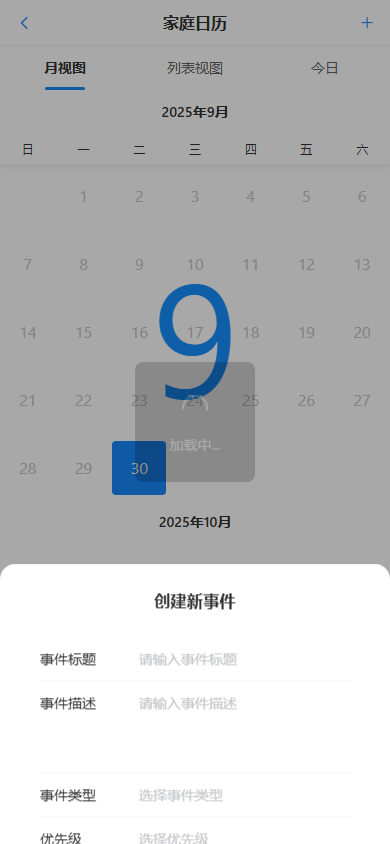 家庭日历
月视图 列表视图 今日
2025年9月
日 一 二 三 四 五 六
1 2 3 4 5 6
7 8 9 10 11 12 13
9
14 15 16 17 18 19 20
21 22 23 24 25 26 27
加载中...
28 29 30
2025年10月
创建新事件
事件标题 请输入事件标题
事件描述 请输入事件描述
事件类型 选择事件类型
优先级 选择优先级